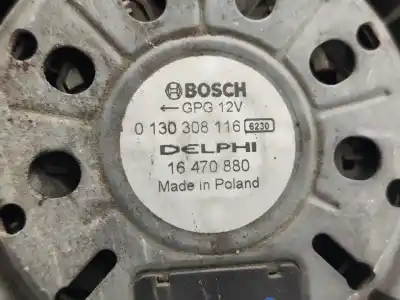 BOSCH
←GPG 12V
0 130 308 116 6230
DELPHI
16 470 880
Made in Poland